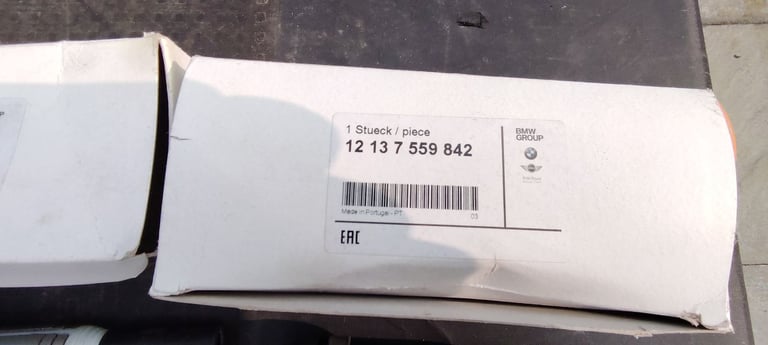 1 Stueck / piece
12 13 7 559 842
BMW
GROUP
Made in Portugal - PT
03
EAC